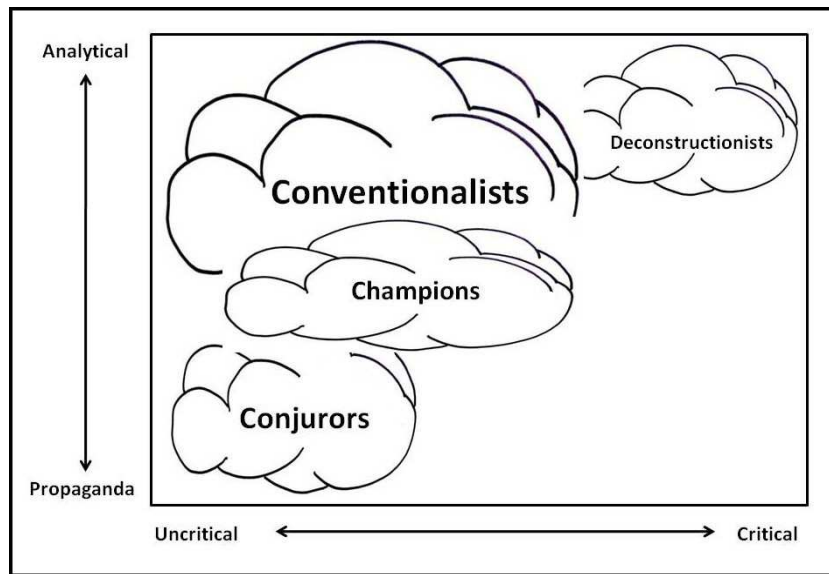 Analytical
Deconstructionists
Conventionalists
Champions
Conjurors
Propaganda
Uncritical
Critical